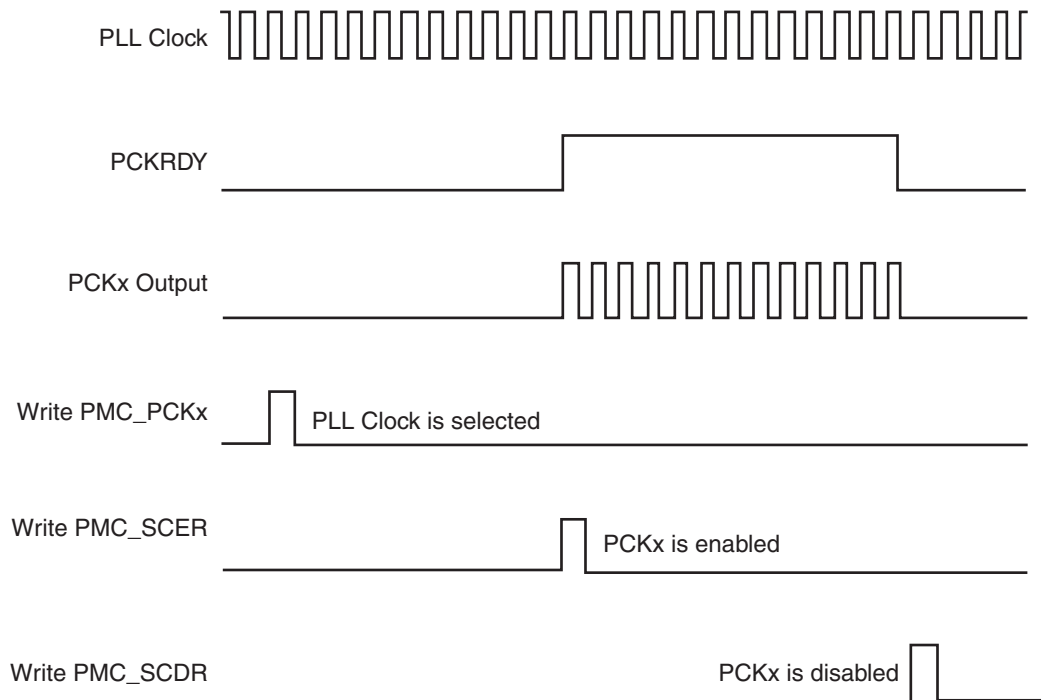 PLL Clock
PCKRDY
PCKx Output
Write PMC_PCKx
PLL Clock is selected
Write PMC_SCER
PCKx is enabled
Write PMC_SCDR
PCKx is disabled